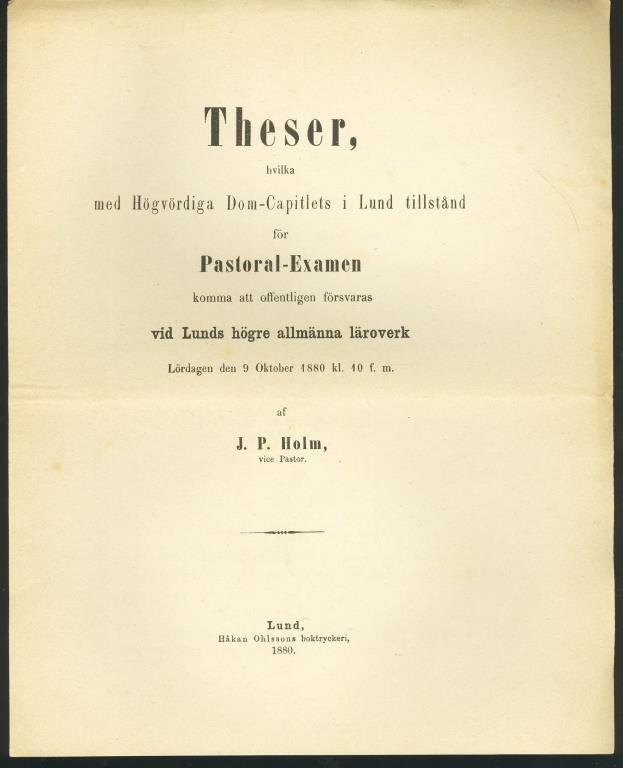 Theser,
hvilka
med Högvördiga Dom-Capitlets i Lund tillstånd
för
Pastoral-Examen
komma att offentligen försvaras
vid Lunds högre allmänna läroverk
Lördagen den 9 Oktober 1880 kl. 10 f. m.
af
J. P. Holm,
vice Pastor.
Lund,
Håkan Ohlssons boktryckeri,
1880.